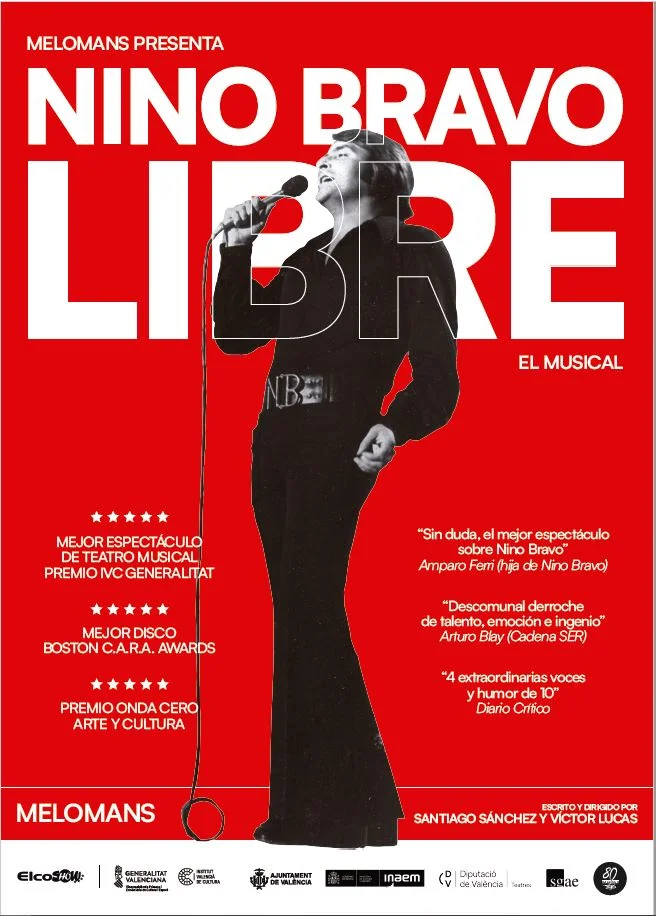 MELOMANS PRESENTA
NINO BRAVO
LIBRE
EL MUSICAL
NB
★★★★★
MEJOR ESPECTÁCULO
DE TEATRO MUSICAL
PREMIO IVC GENERALITAT
★★★★★
MEJOR DISCO
BOSTON C.A.R.A. AWARDS
★★★★★
PREMIO ONDA CERO
ARTE Y CULTURA
“Sin duda, el mejor espectáculo
sobre Nino Bravo”
Amparo Ferri (hija de Nino Bravo)
“Descomunal derroche
de talento, emoción e ingenio”
Arturo Blay (Cadena SER)
“4 extraordinarias voces
y humor de 10”
Diario Crítico
MELOMANS
ESCRITO Y DIRIGIDO POR
SANTIAGO SÁNCHEZ Y VÍCTOR LUCAS
Elco SHOW!
GENERALITAT
VALENCIANA
INSTITUT
VALENCIÀ
DE CULTURA
AJUNTAMENT
DE VALÈNCIA
inaem
DV
Diputació
de València
Teatres
sgae